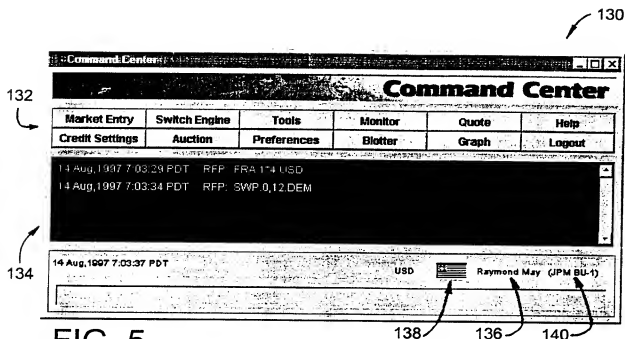 130
Command Center
Command Center
132
Market Entry Switch Engine Tools Monitor Quote Help
Credit Settings Auction Preferences Blotter Graph Logout
14 Aug,1997 7:03:29 PDT RFP: FRA 1*4 USD
14 Aug,1997 7:03:34 PDT RFP: SWP.0,12.DEM
134
14 Aug,1997 7:03:37 PDT
USD Raymond May (JPM BU-1)
138 136 140
FIG. 5